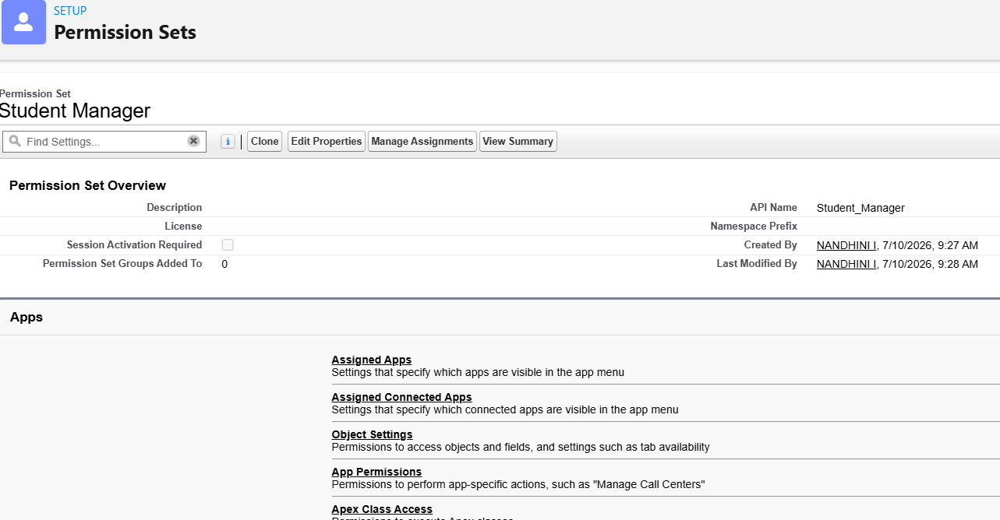 SETUP
Permission Sets
Permission Set
Student Manager
Find Settings...
i
Clone
Edit Properties
Manage Assignments
View Summary
Permission Set Overview
Description
API Name Student_Manager
License
Namespace Prefix
Session Activation Required
Created By NANDHINI I, 7/10/2026, 9:27 AM
Permission Set Groups Added To 0
Last Modified By NANDHINI I, 7/10/2026, 9:28 AM
Apps
Assigned Apps
Settings that specify which apps are visible in the app menu
Assigned Connected Apps
Settings that specify which connected apps are visible in the app menu
Object Settings
Permissions to access objects and fields, and settings such as tab availability
App Permissions
Permissions to perform app-specific actions, such as "Manage Call Centers"
Apex Class Access